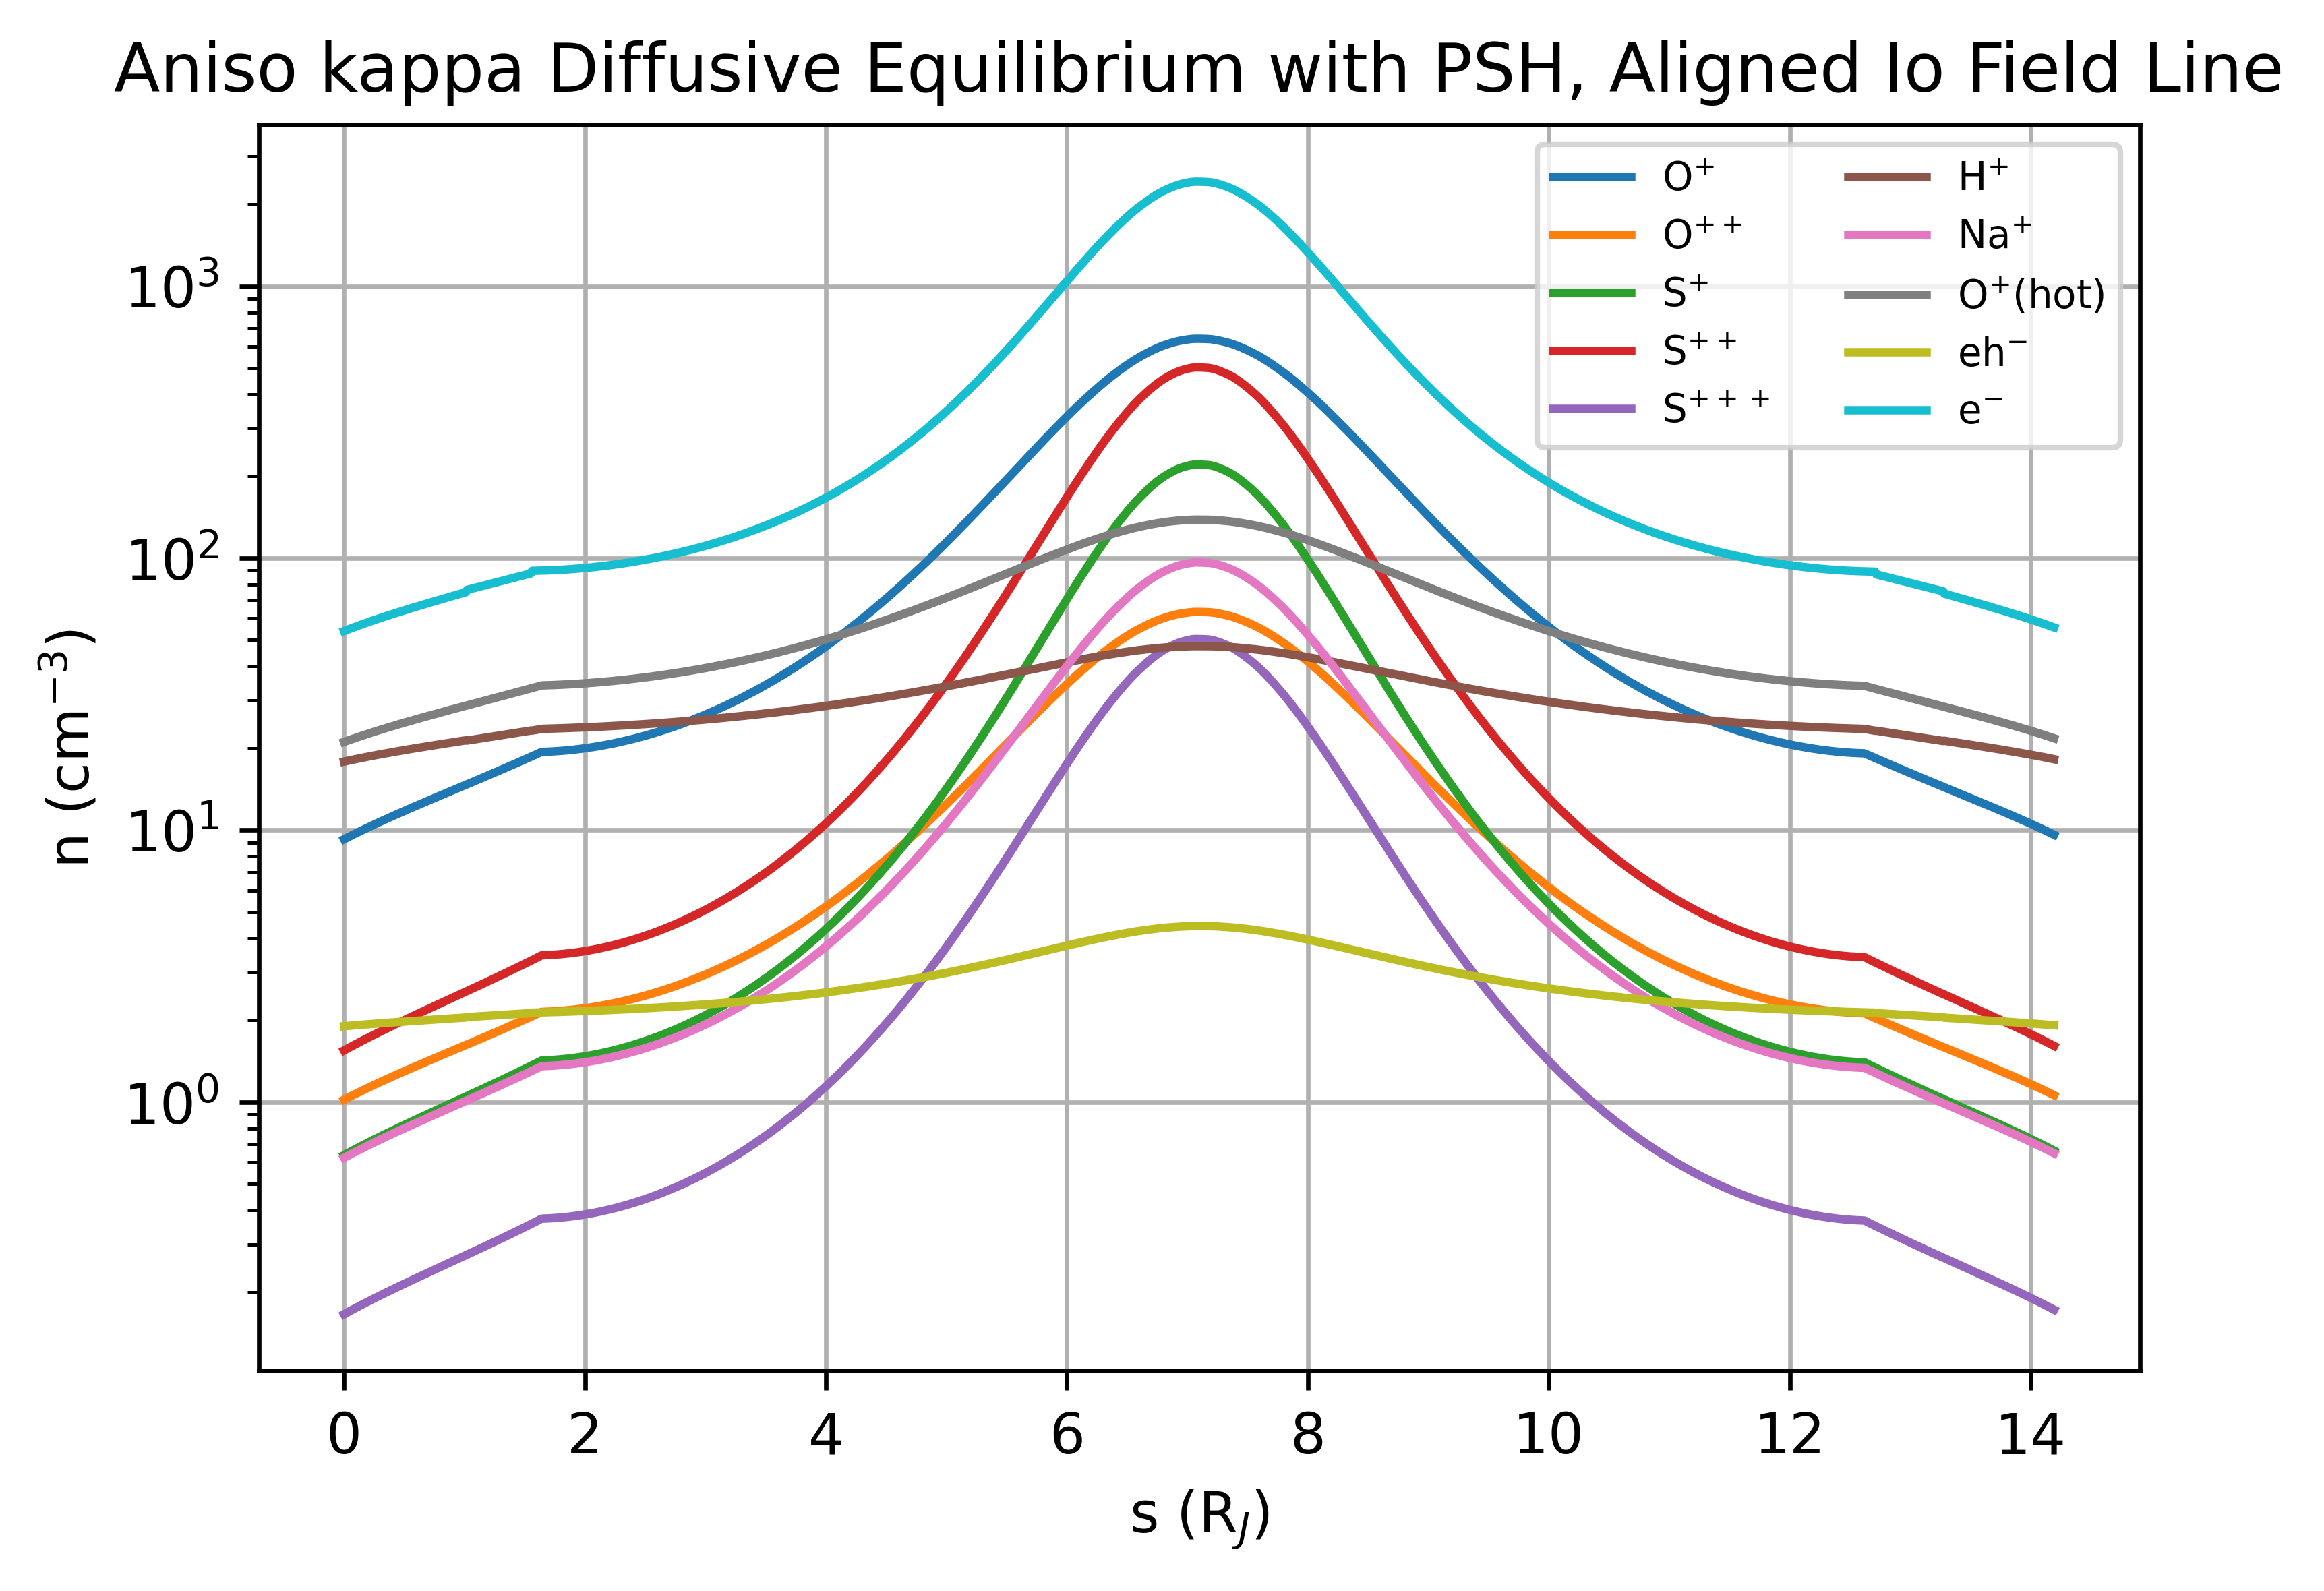 Aniso kappa Diffusive Equilibrium with PSH, Aligned Io Field Line
n (cm⁻³)
10³
10²
10¹
10⁰
O⁺
O⁺⁺
S⁺
S⁺⁺
S⁺⁺⁺
H⁺
Na⁺
O⁺(hot)
eh⁻
e⁻
0 2 4 6 8 10 12 14
s (R_J)